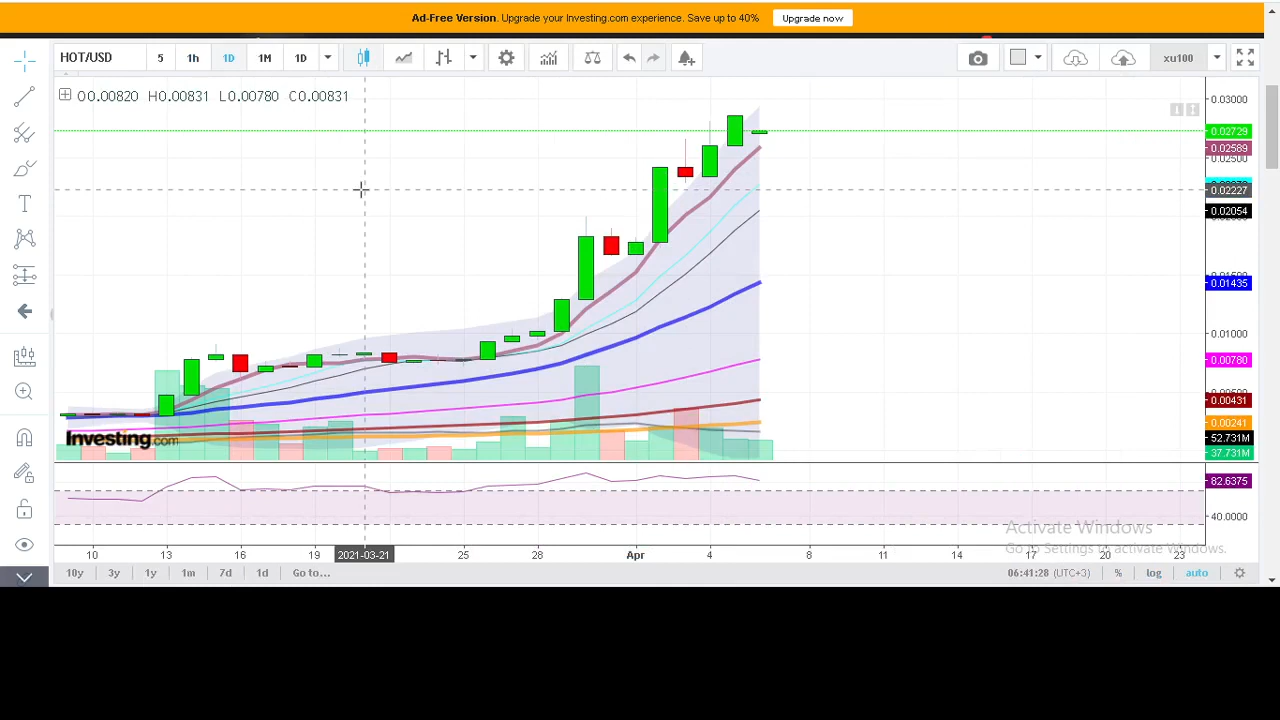 Ad-Free Version. Upgrade your Investing.com experience. Save up to 40% Upgrade now
HOT/USD 5 1h 1D 1M 1D xu100
O0.00820 H0.00831 L0.00780 C0.00831
0.03000
0.02729
0.02589
0.02500
0.02227
0.02054
0.01435
0.01000
0.00780
0.00431
0.00241
52.731M
37.731M
Investing.com
82.6375
40.0000
Activate Windows
Go to Settings to activate Windows.
10 13 16 19 2021-03-21 25 28 Apr 4 8 11 14 17 20 23
10y 3y 1y 1m 7d 1d Go to... 06:41:28 (UTC+3) % log auto